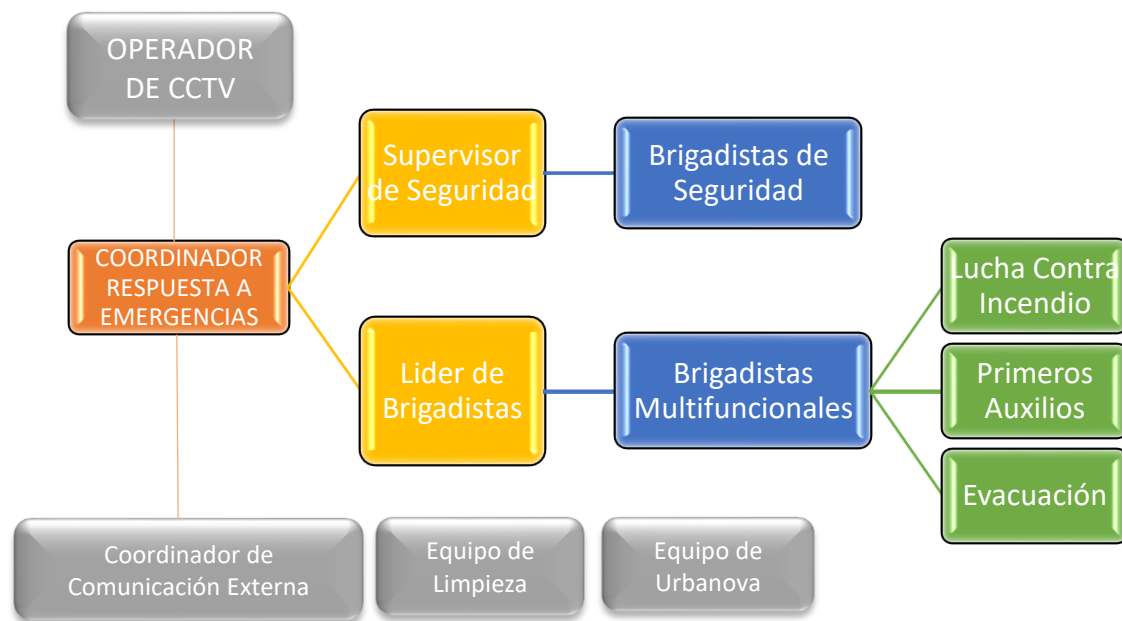 OPERADOR
DE CCTV
Supervisor
de Seguridad
Brigadistas de
Seguridad
COORDINADOR
RESPUESTA A
EMERGENCIAS
Lucha Contra
Incendio
Lider de
Brigadistas
Brigadistas
Multifuncionales
Primeros
Auxilios
Evacuación
Coordinador de
Comunicación Externa
Equipo de
Limpieza
Equipo de
Urbanova